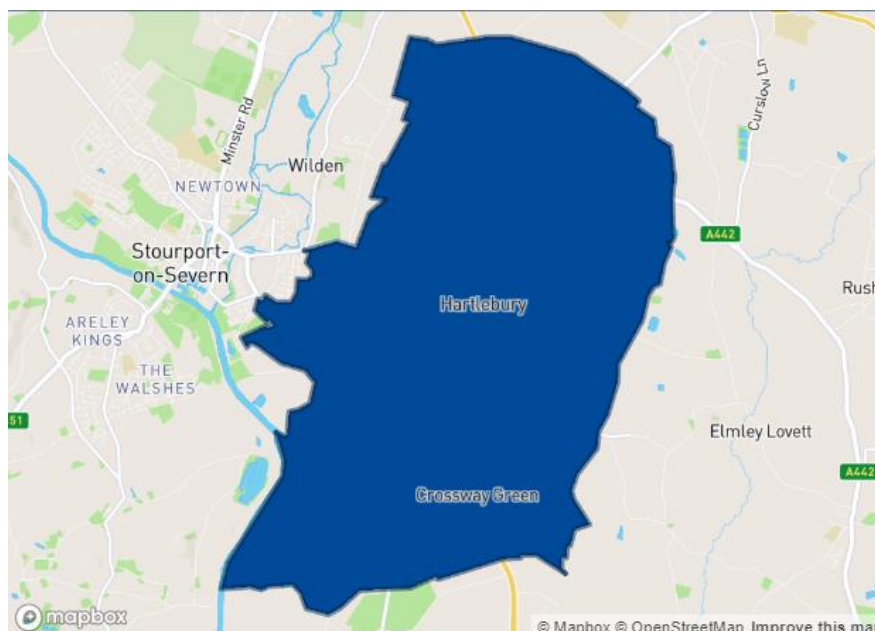 Curslow Ln
Minster Rd
Wilden
NEWTOWN
A442
Stourport-
on-Severn
Rush
Hartlebury
ARELEY
KINGS
THE
WALSHES
51
Elmley Lovett
A442
Crossway Green
mapbox
© Mapbox © OpenStreetMap Improve this map